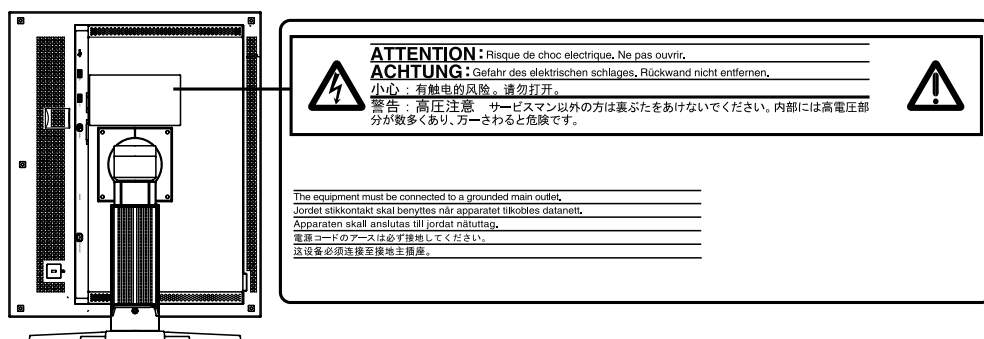 ATTENTION : Risque de choc electrique. Ne pas ouvrir.
ACHTUNG : Gefahr des elektrischen schlages. Rückwand nicht entfernen.
小心 : 有触电的风险。请勿打开。
警告 : 高圧注意 サービスマン以外の方は裏ぶたをあけないでください。内部には高電圧部
分が数多くあり、万一さわると危険です。
The equipment must be connected to a grounded main outlet.
Jordet stikkontakt skal benyttes når apparatet tilkobles datanett.
Apparaten skall anslutas till jordat nätuttag.
電源コードのアースは必ず接地してください。
这设备必须连接至接地主插座。